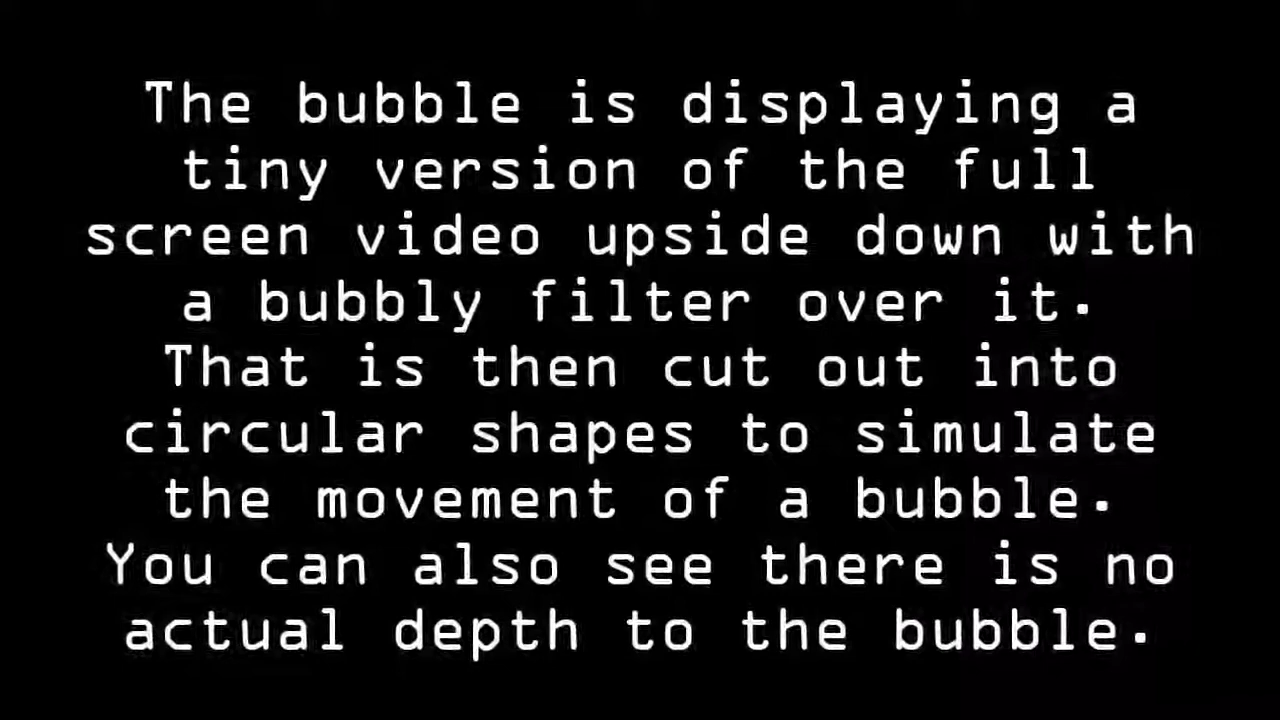 The bubble is displaying a
tiny version of the full
screen video upside down with
a bubbly filter over it.
That is then cut out into
circular shapes to simulate
the movement of a bubble.
You can also see there is no
actual depth to the bubble.